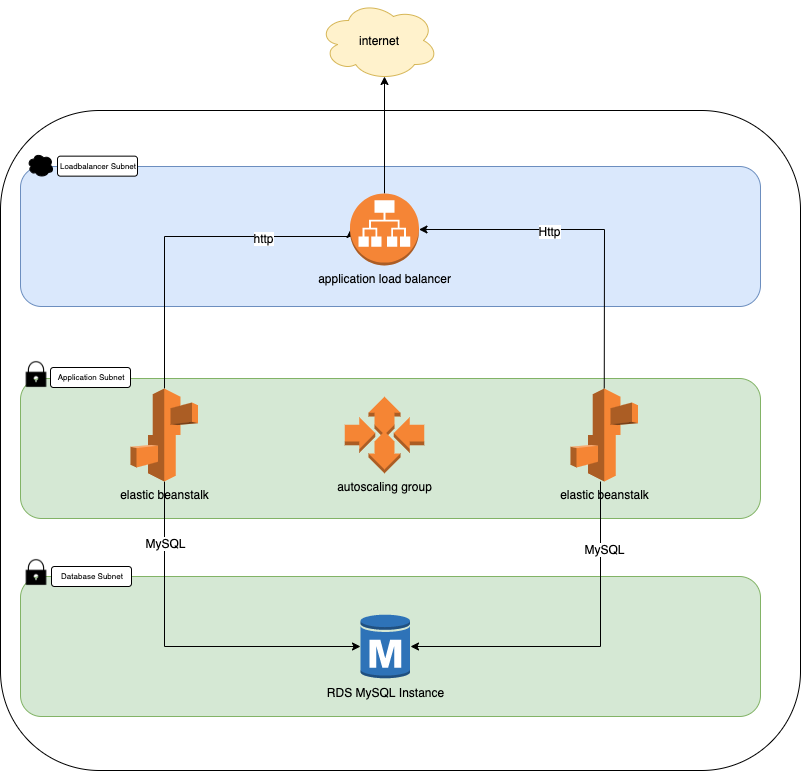 internet
Loadbalancer Subnet
http
Http
application load balancer
Application Subnet
elastic beanstalk
autoscaling group
elastic beanstalk
MySQL
MySQL
Database Subnet
M
RDS MySQL Instance